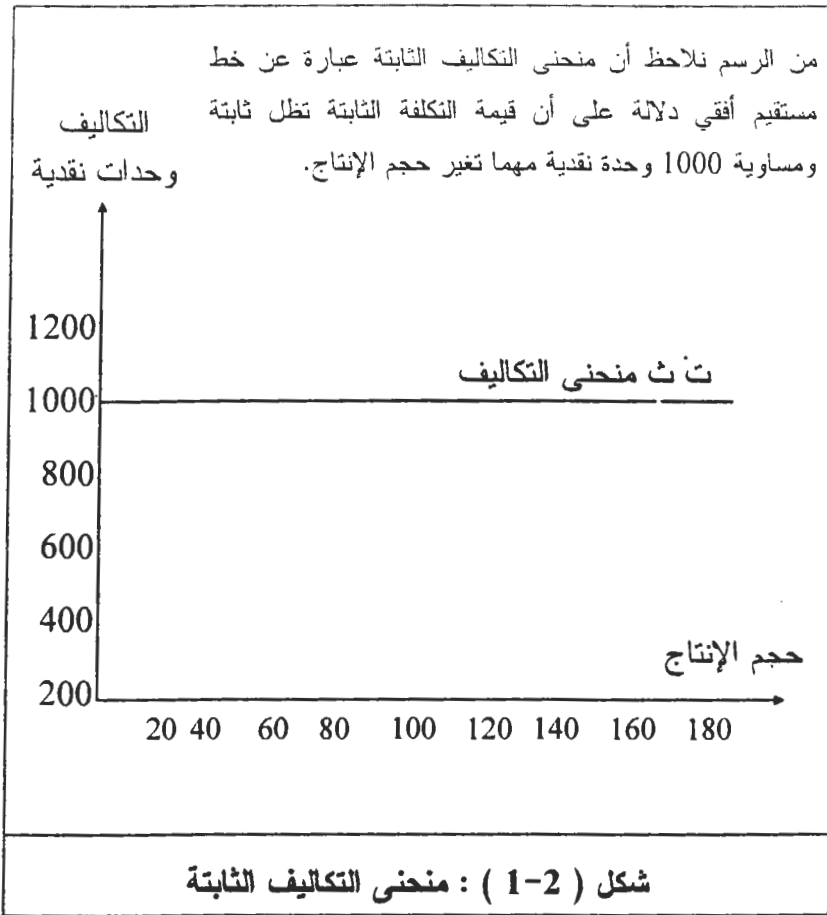 من الرسم نلاحظ أن منحنى التكاليف الثابتة عبارة عن خط
مستقيم أفقي دلالة على أن قيمة التكلفة الثابتة تظل ثابتة
ومساوية 1000 وحدة نقدية مهما تغير حجم الإنتاج.
التكاليف
وحدات نقدية
1200
ت ث منحنى التكاليف
1000
800
600
400
حجم الإنتاج
200
20 40 60 80 100 120 140 160 180
شكل ( 2-1 ) : منحنى التكاليف الثابتة